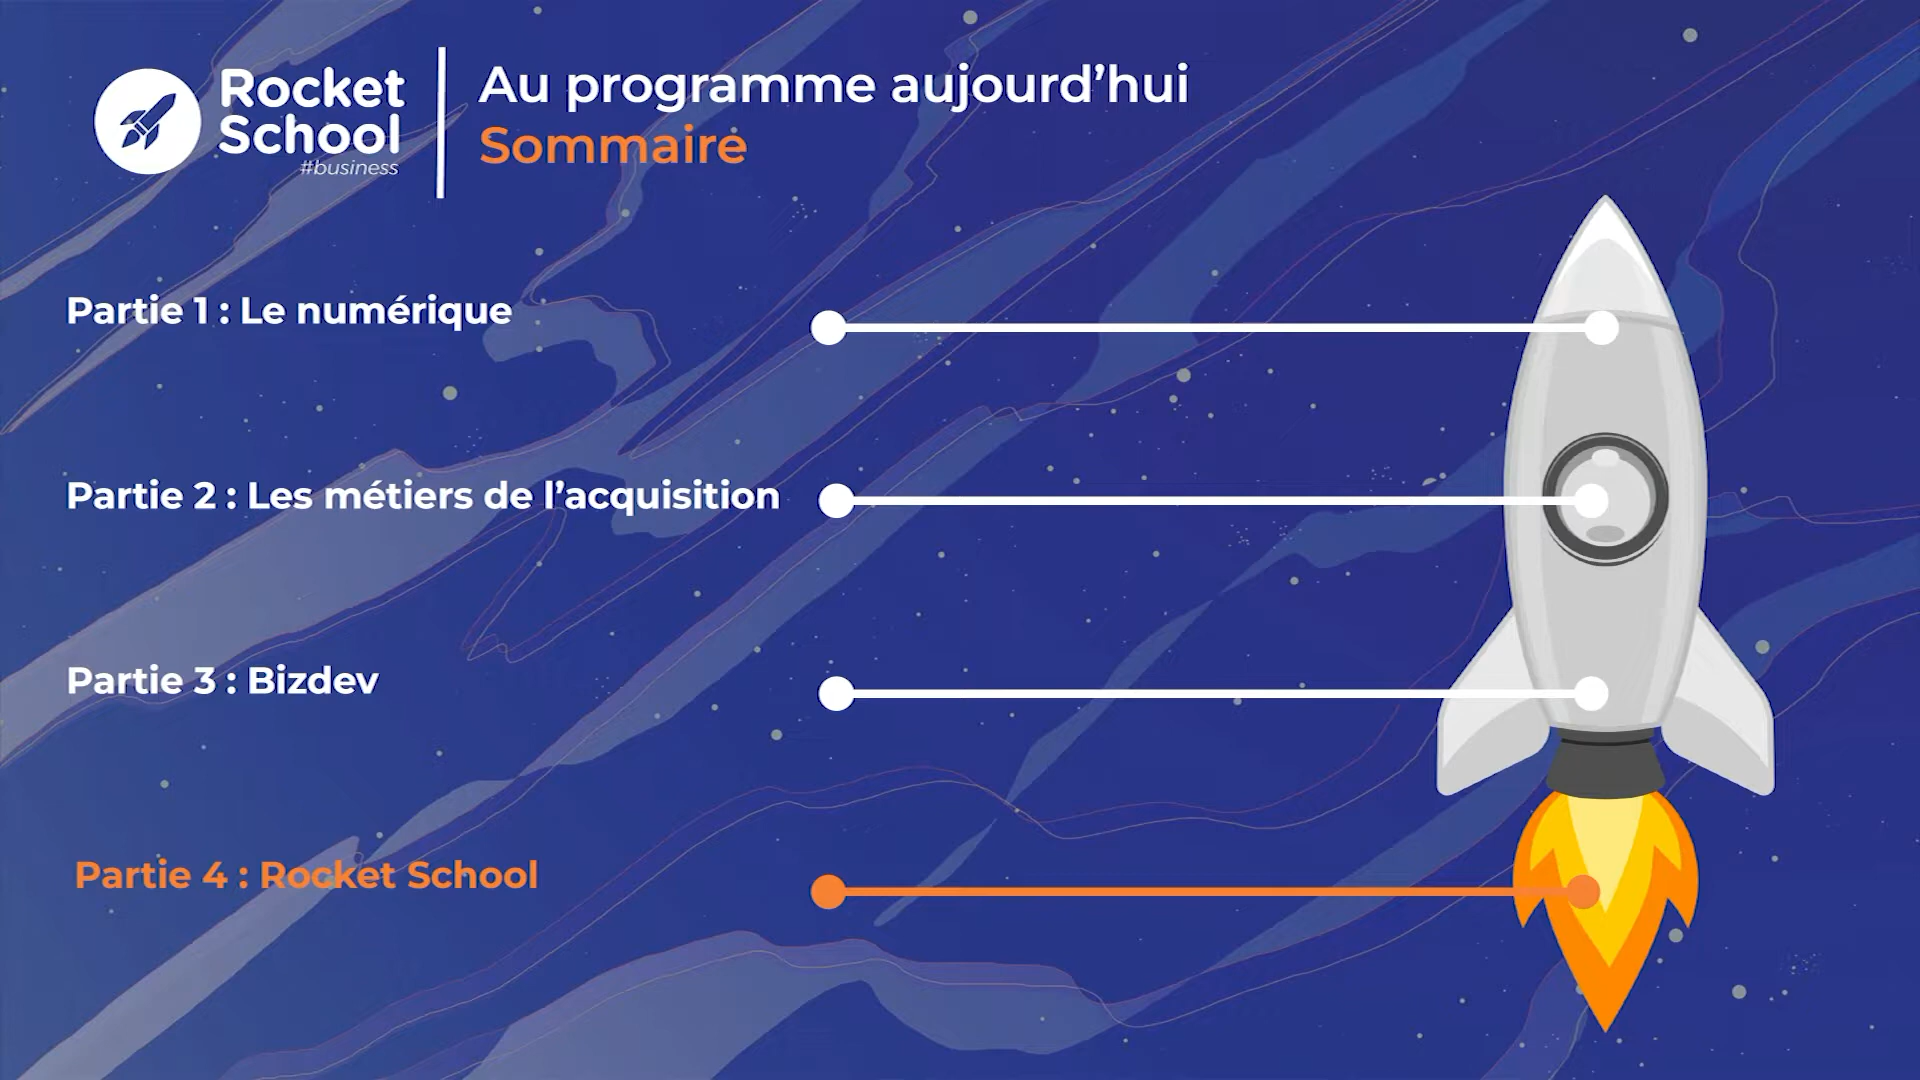 Rocket
School
#business
Au programme aujourd’hui
Sommaire
Partie 1 : Le numérique
Partie 2 : Les métiers de l’acquisition
Partie 3 : Bizdev
Partie 4 : Rocket School